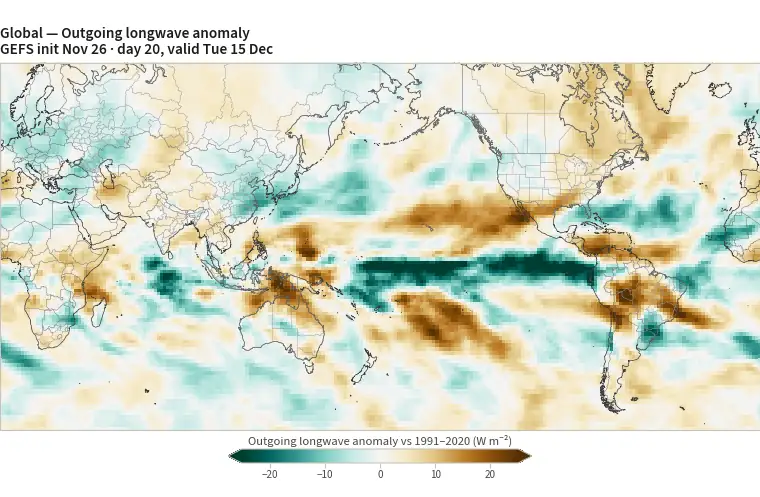 Global — Outgoing longwave anomaly
GEFS init Nov 26 · day 20, valid Tue 15 Dec
Outgoing longwave anomaly vs 1991–2020 (W m⁻²)
−20 −10 0 10 20